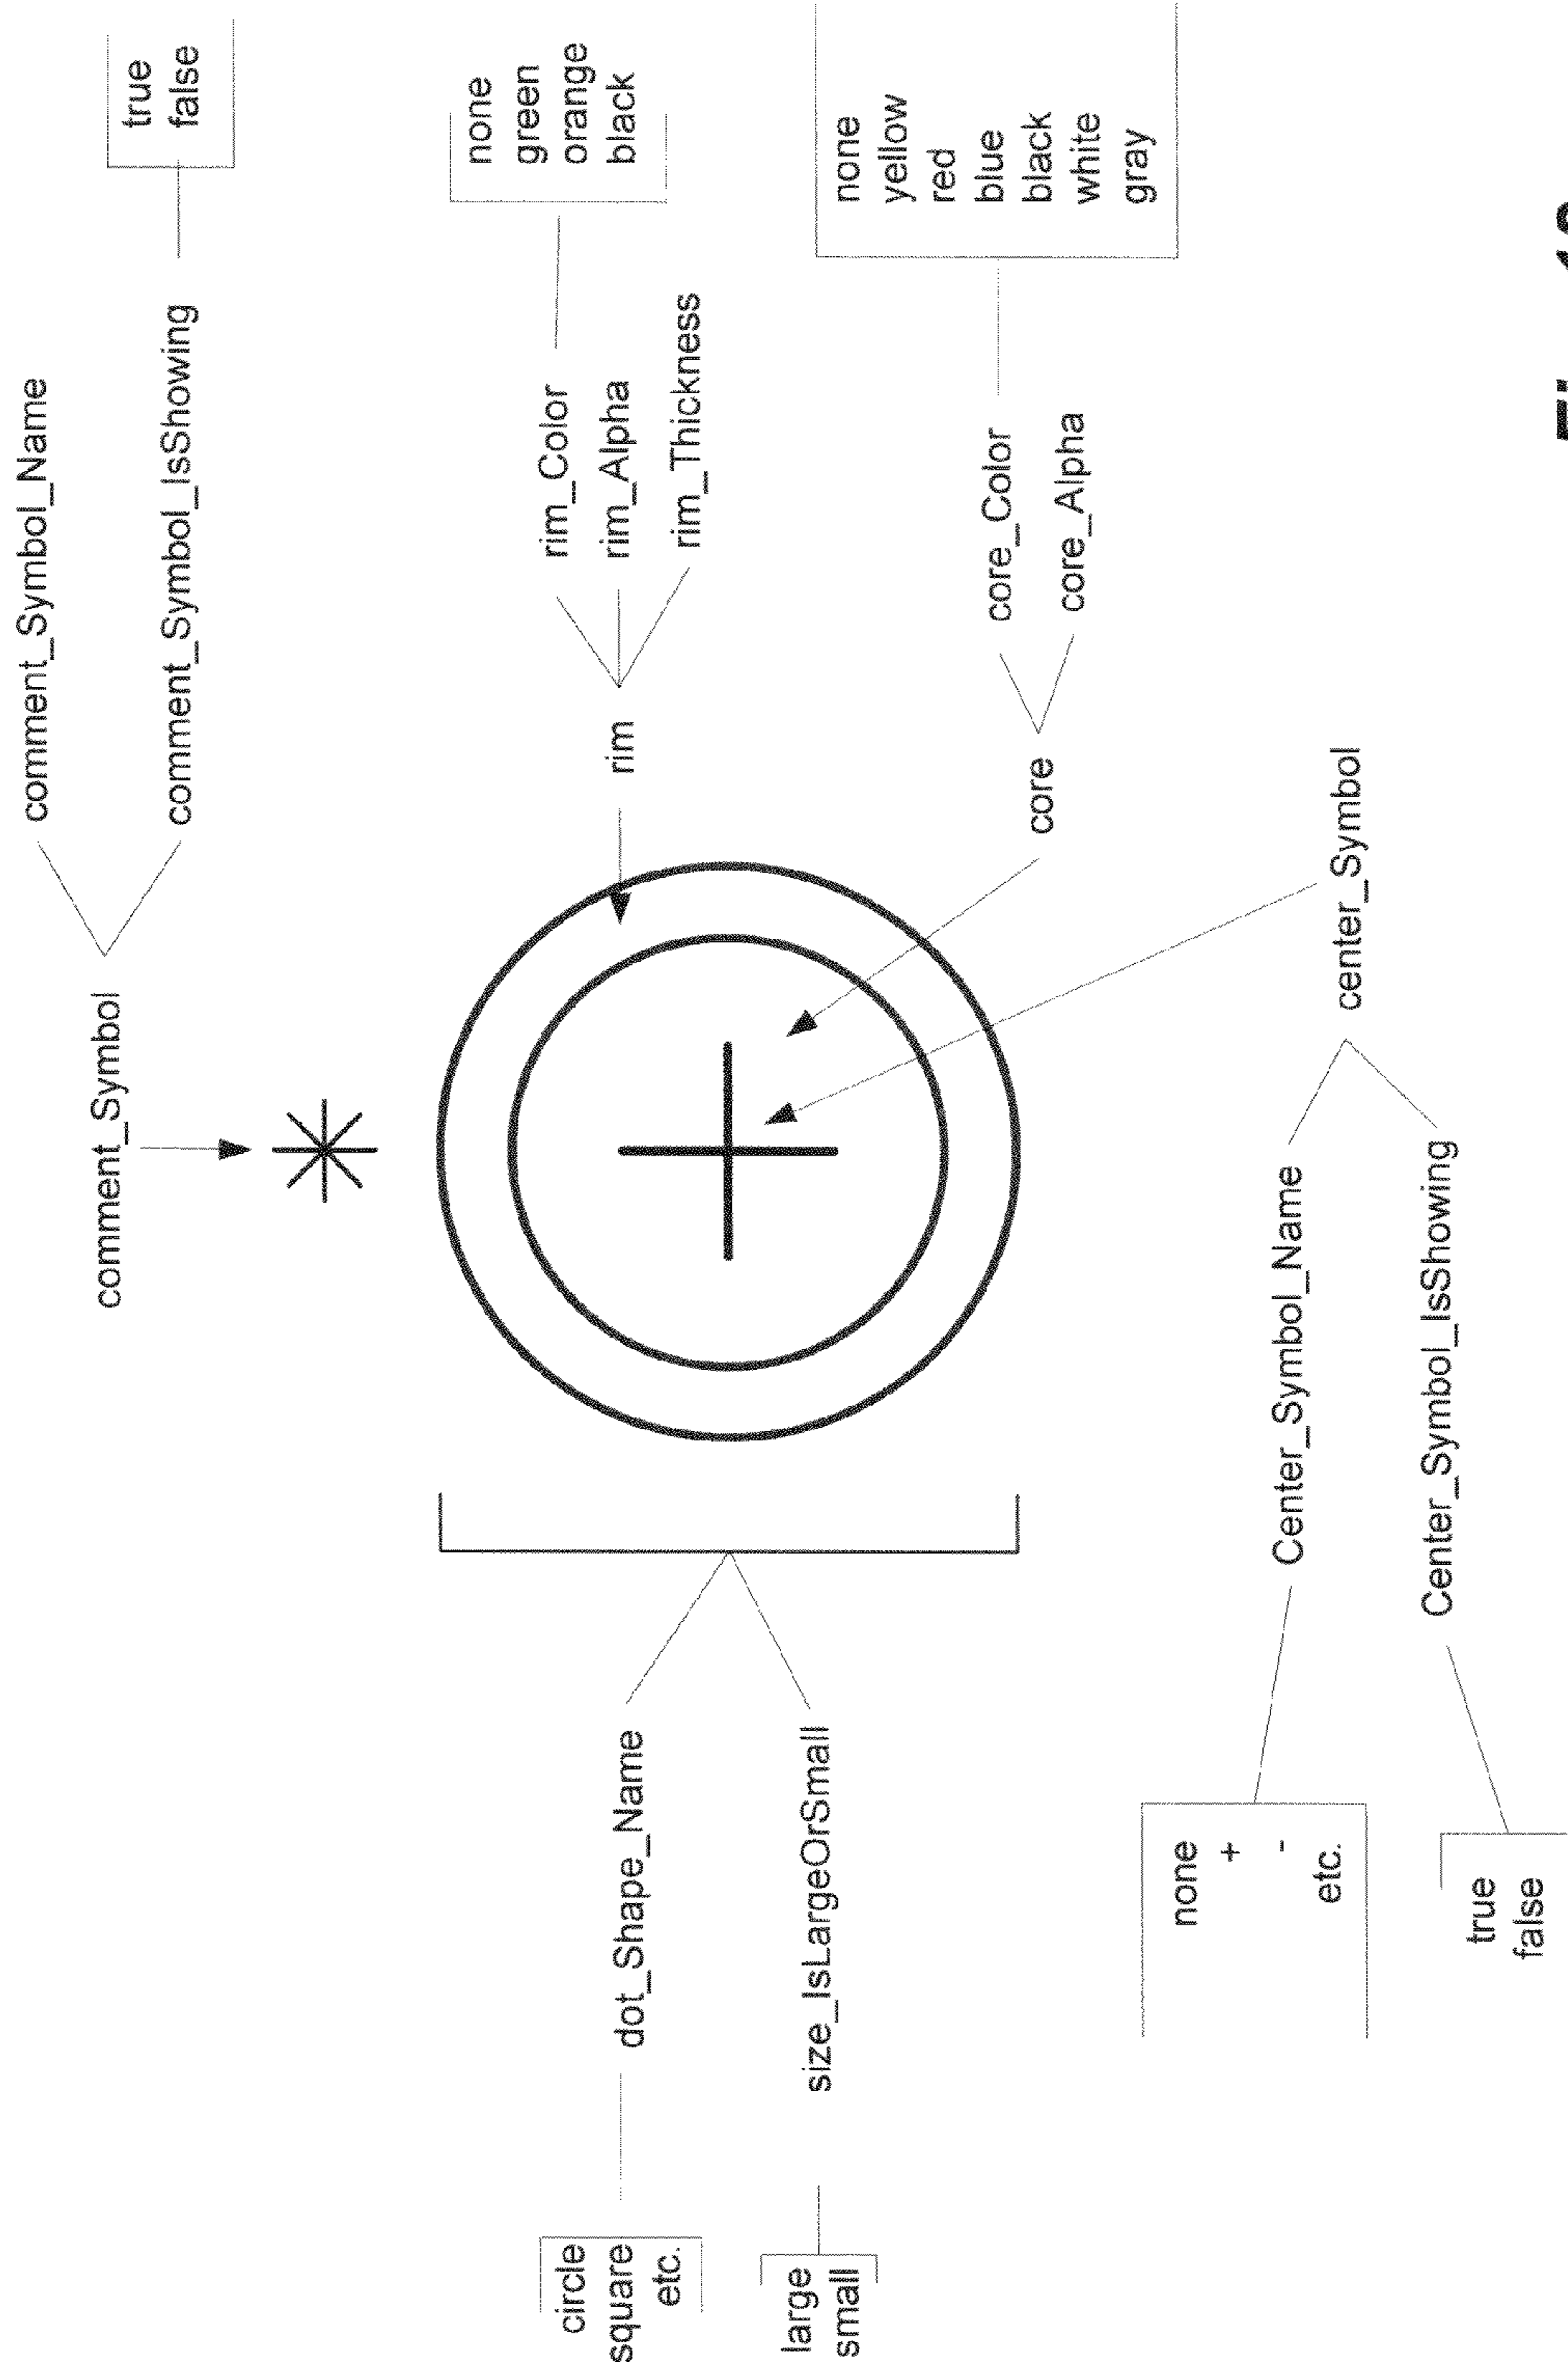 comment_Symbol_Name
comment_Symbol
comment_Symbol_IsShowing
true
false
circle
square
etc.
dot_Shape_Name
large
small
size_IsLargeOrSmall
rim
rim_Color
rim_Alpha
rim_Thickness
none
green
orange
black
core
core_Color
core_Alpha
none
yellow
red
blue
black
white
gray
none
+
-
etc.
Center_Symbol_Name
center_Symbol
true
false
Center_Symbol_IsShowing